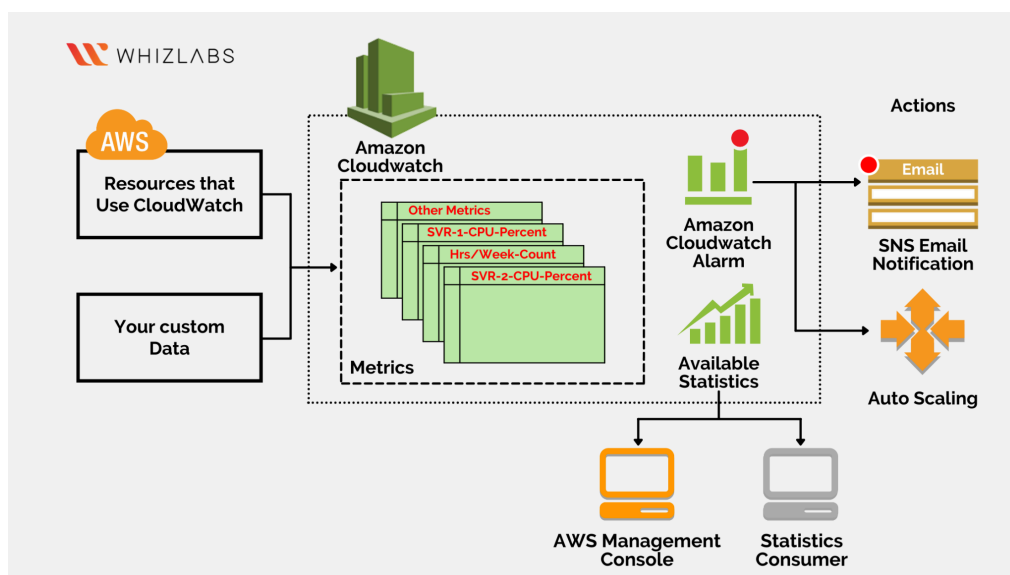 WHIZLABS
AWS
Resources that
Use CloudWatch
Your custom
Data
Amazon
Cloudwatch
Other Metrics
SVR-1-CPU-Percent
Hrs/Week-Count
SVR-2-CPU-Percent
Metrics
Amazon
Cloudwatch
Alarm
Available
Statistics
Actions
Email
SNS Email
Notification
Auto Scaling
AWS Management
Console
Statistics
Consumer